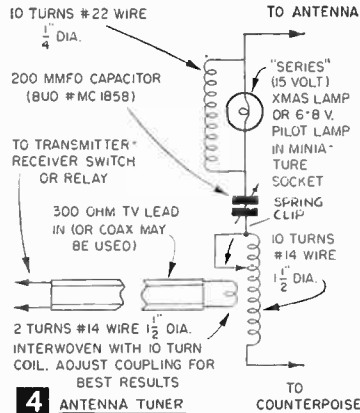 10 TURNS #22 WIRE
1/4" DIA.
TO ANTENNA
200 MMFD CAPACITOR
(BUD #MC 1858)
"SERIES"
(15 VOLT)
XMAS LAMP
OR 6-8 V.
PILOT LAMP
IN MINIA-
TURE
SOCKET
TO TRANSMITTER-
RECEIVER SWITCH
OR RELAY
SPRING
CLIP
300 OHM TV LEAD
IN (OR COAX MAY
BE USED)
10 TURNS
#14 WIRE
1 1/2" DIA.
2 TURNS #14 WIRE 1 1/2" DIA.
INTERWOVEN WITH 10 TURN
COIL. ADJUST COUPLING FOR
BEST RESULTS
4 ANTENNA TUNER
TO
COUNTERPOISE